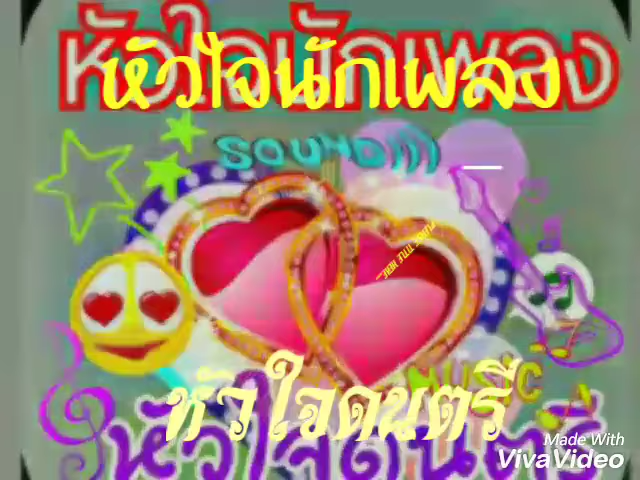 หัวใจนักเพลง
หัวใจนักเพลง
SOUND)))
MUSIC
หัวใจดนตรี
หัวใจดนตรี
Made With
VivaVideo